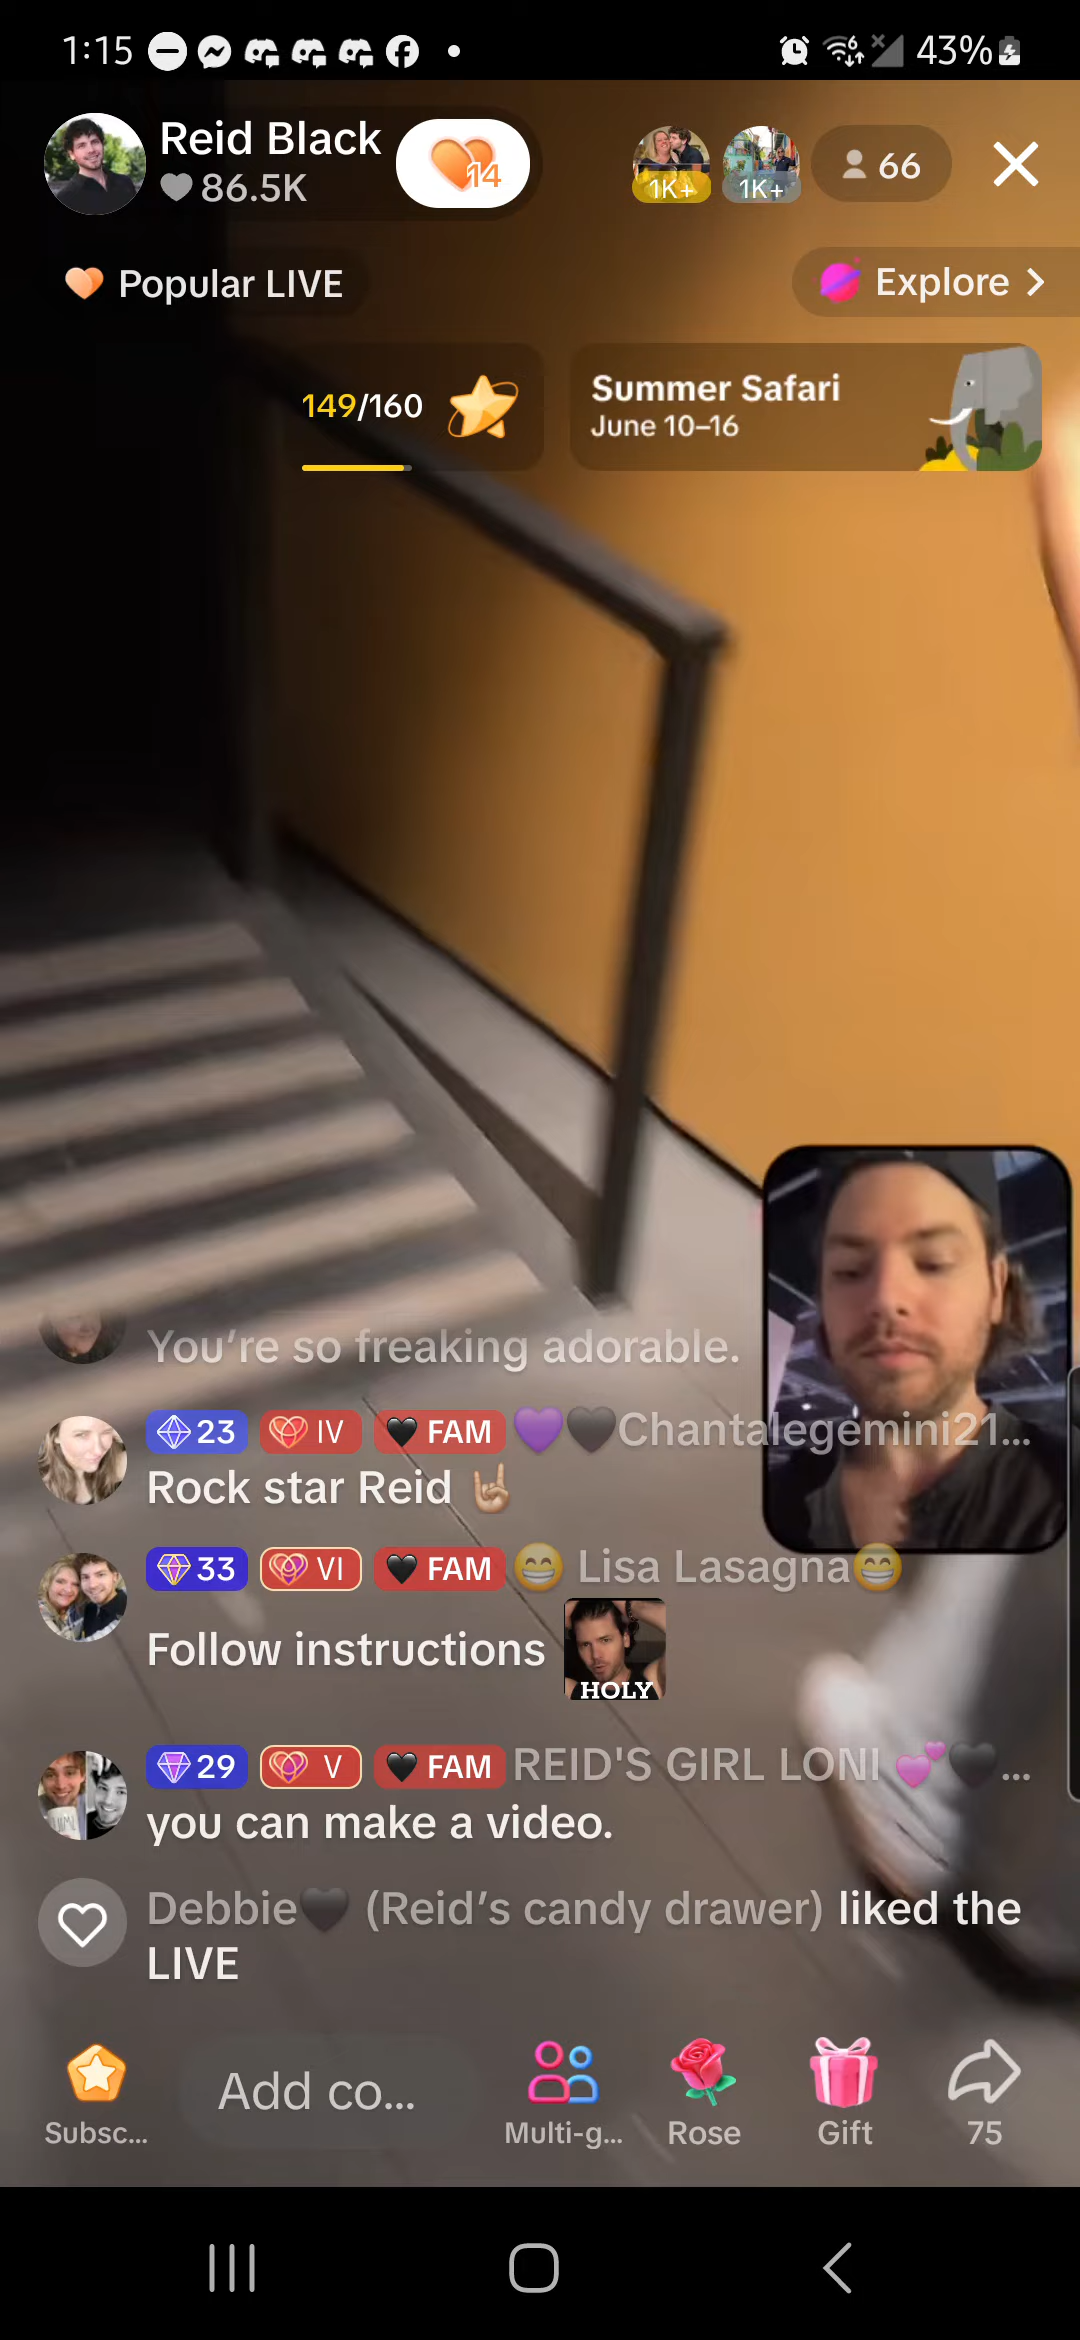 1:15
43%
Reid Black
86.5K
14
1K+
1K+
66
Popular LIVE
Explore
149/160
Summer Safari
June 10–16
You’re so freaking adorable.
23 IV FAM 💜🖤Chantalegemini21...
Rock star Reid 🤘🏼
33 VI FAM 😁 Lisa Lasagna😁
Follow instructions
HOLY
29 V FAM REID'S GIRL LONI 💕🖤...
you can make a video.
Debbie🖤 (Reid’s candy drawer) liked the
LIVE
Subsc...
Add co...
Multi-g...
Rose
Gift
75